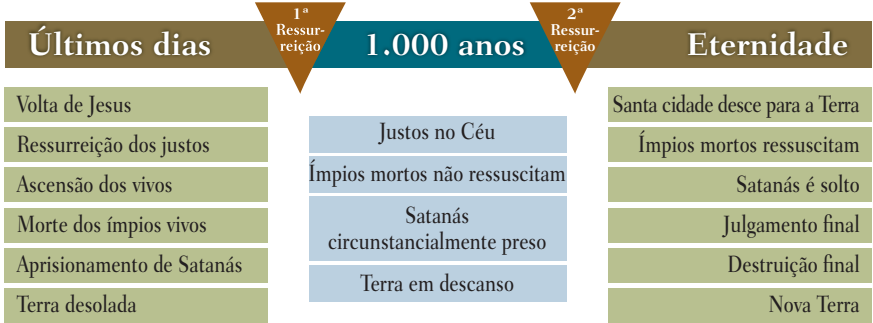 Últimos dias
1ª
Ressur-
reição
1.000 anos
2ª
Ressur-
reição
Eternidade
Volta de Jesus
Ressurreição dos justos
Ascensão dos vivos
Morte dos ímpios vivos
Aprisionamento de Satanás
Terra desolada
Justos no Céu
Ímpios mortos não ressuscitam
Satanás
circunstancialmente preso
Terra em descanso
Santa cidade desce para a Terra
Ímpios mortos ressuscitam
Satanás é solto
Julgamento final
Destruição final
Nova Terra